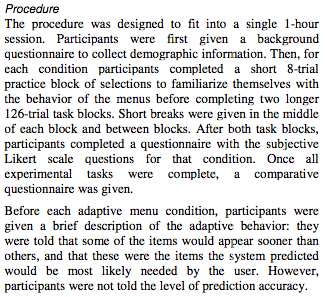 Procedure
The procedure was designed to fit into a single 1-hour
session. Participants were first given a background
questionnaire to collect demographic information. Then, for
each condition participants completed a short 8-trial
practice block of selections to familiarize themselves with
the behavior of the menus before completing two longer
126-trial task blocks. Short breaks were given in the middle
of each block and between blocks. After both task blocks,
participants completed a questionnaire with the subjective
Likert scale questions for that condition. Once all
experimental tasks were complete, a comparative
questionnaire was given.
Before each adaptive menu condition, participants were
given a brief description of the adaptive behavior: they
were told that some of the items would appear sooner than
others, and that these were the items the system predicted
would be most likely needed by the user. However,
participants were not told the level of prediction accuracy.